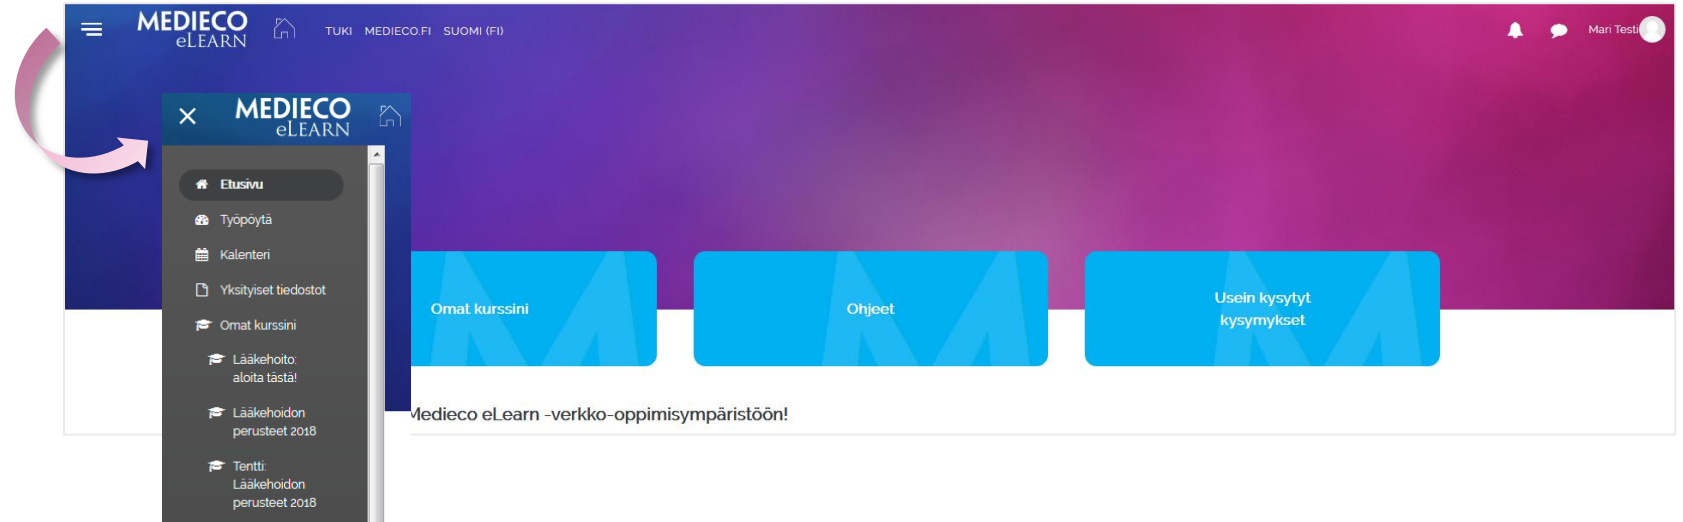 MEDIECO
eLEARN
TUKI MEDIECO.FI SUOMI (FI)
Mari Testi
MEDIECO
eLEARN
Etusivu
Työpöytä
Kalenteri
Yksityiset tiedostot
Omat kurssini
Lääkehoito:
aloita tästä!
Lääkehoidon
perusteet 2018
Tentti:
Lääkehoidon
perusteet 2018
Omat kurssini
Ohjeet
Usein kysytyt
kysymykset
Medieco eLearn -verkko-oppimisympäristöön!